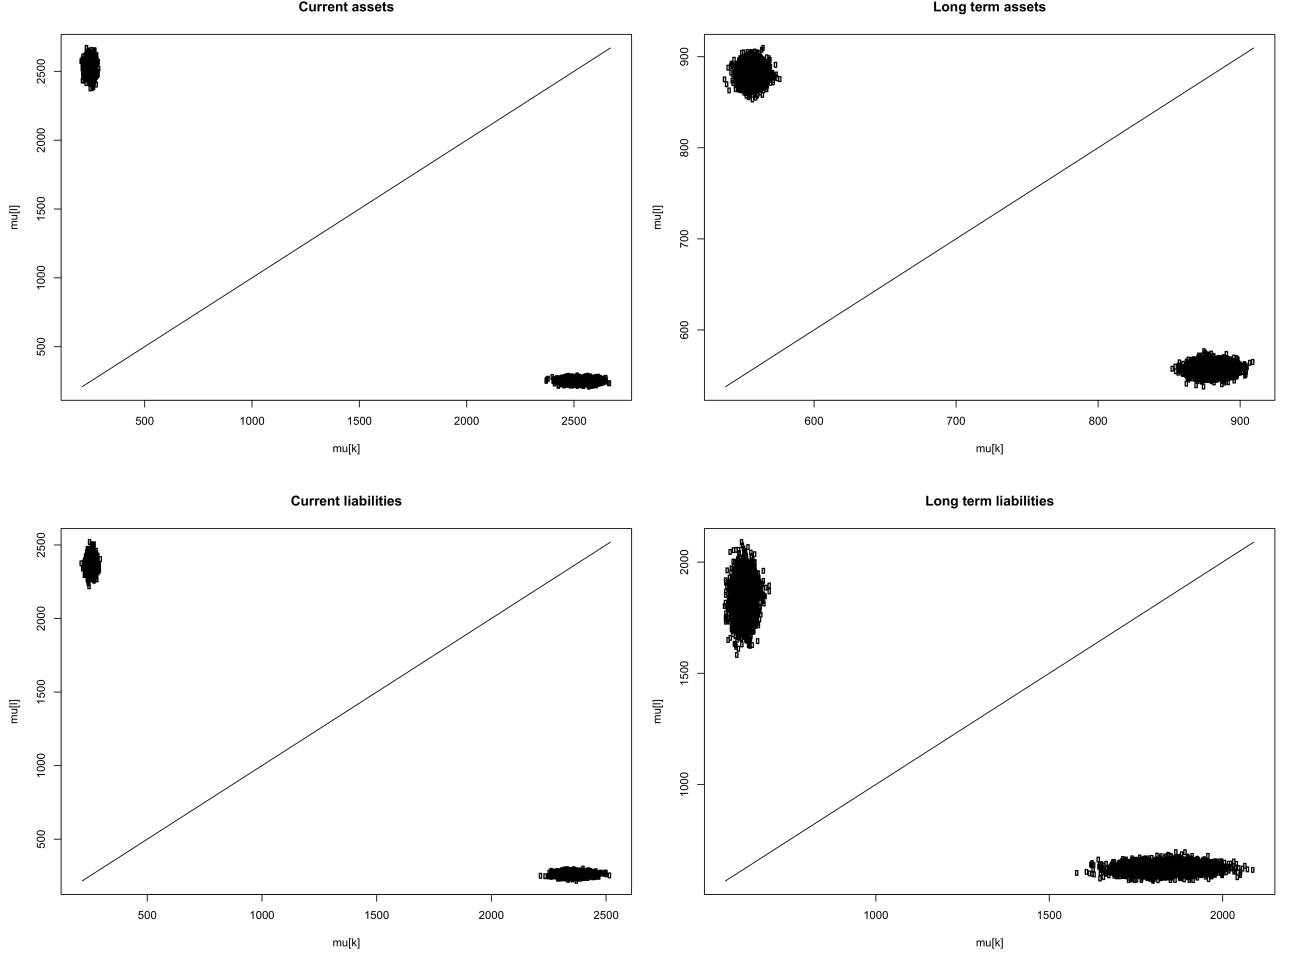 Current assets
2500
2000
1500
1000
500
mu[l]
500 1000 1500 2000 2500
mu[k]
Long term assets
900
800
700
600
mu[l]
600 700 800 900
mu[k]
Current liabilities
2500
2000
1500
1000
500
mu[l]
500 1000 1500 2000 2500
mu[k]
Long term liabilities
2000
1500
1000
mu[l]
1000 1500 2000
mu[k]